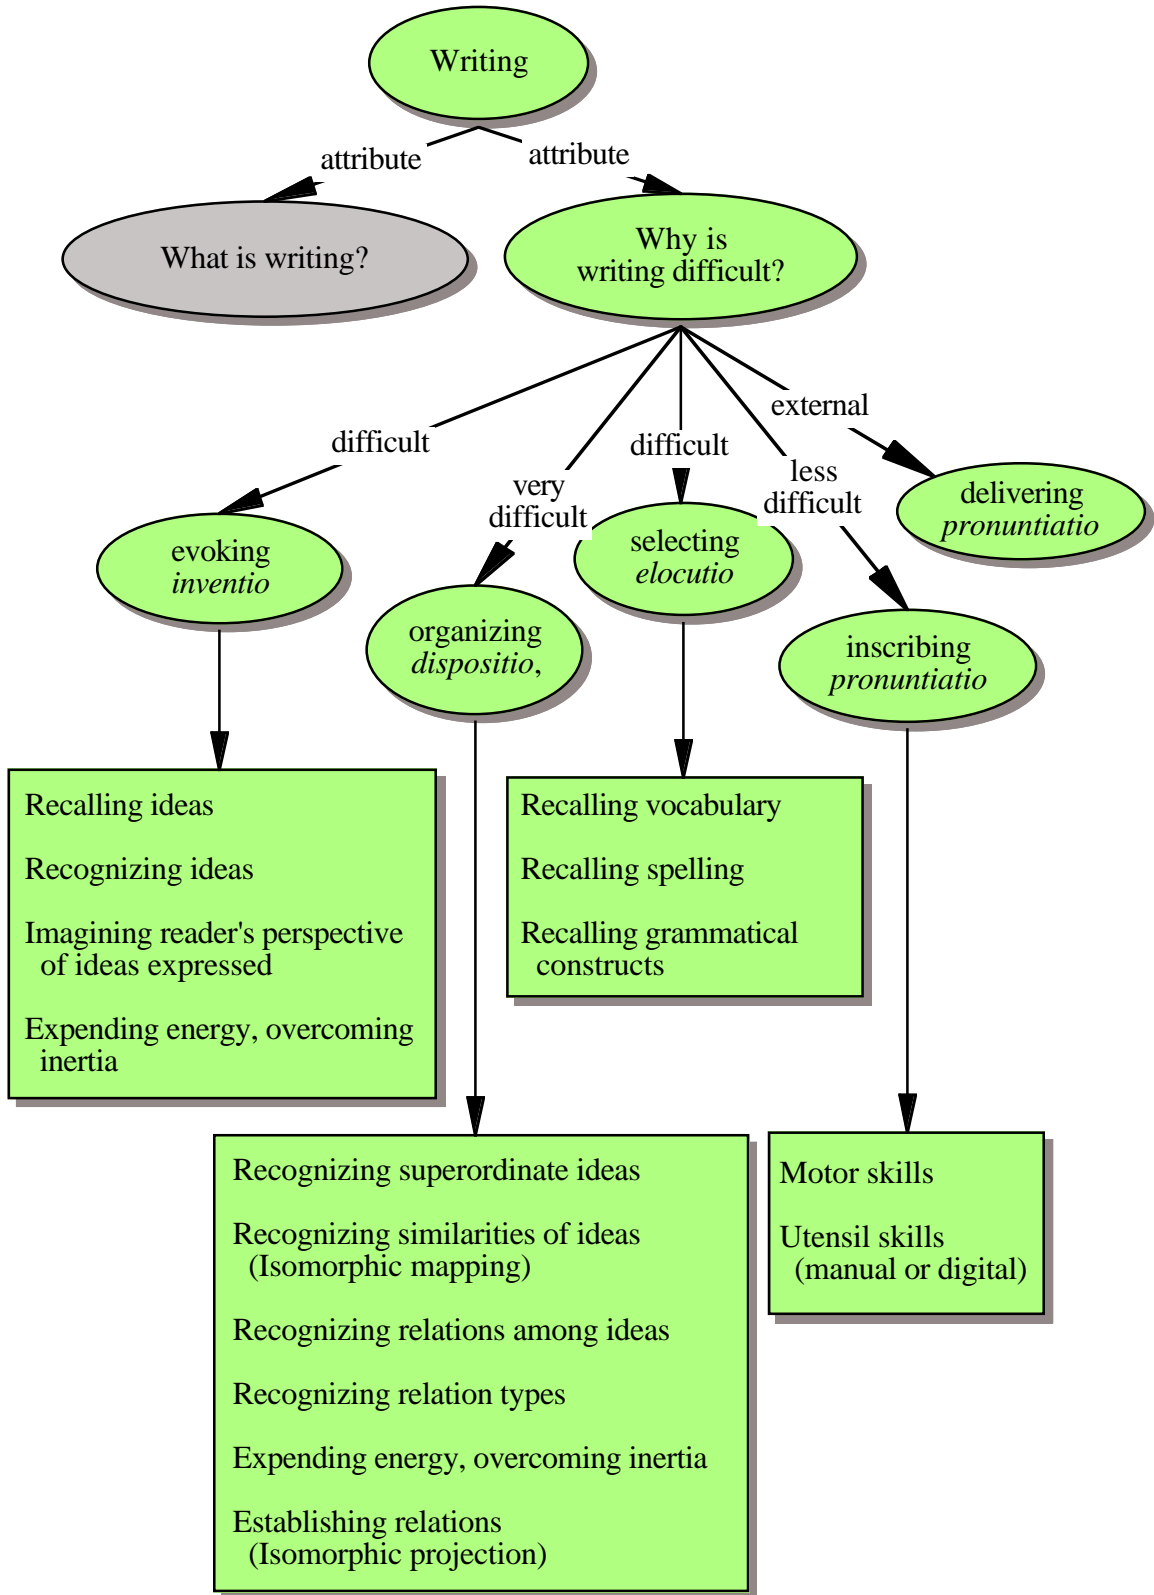 Writing
attribute
attribute
What is writing?
Why is
writing difficult?
difficult
very
difficult
difficult
less
difficult
external
evoking
inventio
organizing
dispositio,
selecting
elocutio
inscribing
pronuntiatio
delivering
pronuntiatio
Recalling ideas
Recognizing ideas
Imagining reader's perspective
of ideas expressed
Expending energy, overcoming
inertia
Recalling vocabulary
Recalling spelling
Recalling grammatical
constructs
Recognizing superordinate ideas
Recognizing similarities of ideas
(Isomorphic mapping)
Recognizing relations among ideas
Recognizing relation types
Expending energy, overcoming inertia
Establishing relations
(Isomorphic projection)
Motor skills
Utensil skills
(manual or digital)